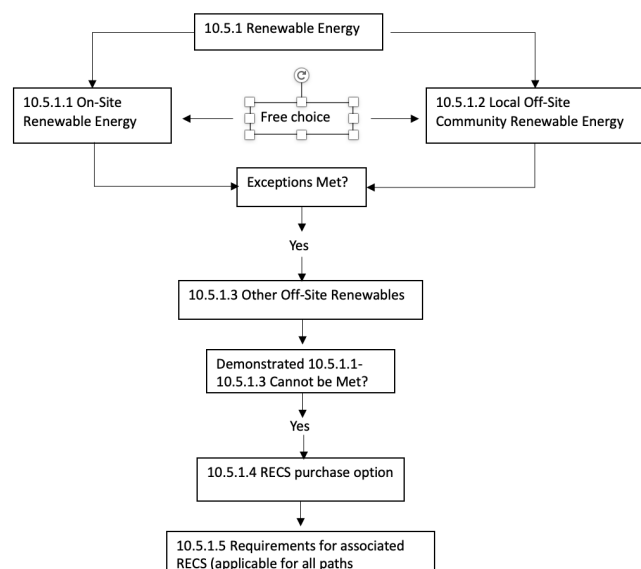 10.5.1 Renewable Energy
10.5.1.1 On-Site
Renewable Energy
Free choice
10.5.1.2 Local Off-Site
Community Renewable Energy
Exceptions Met?
Yes
10.5.1.3 Other Off-Site Renewables
Demonstrated 10.5.1.1-
10.5.1.3 Cannot be Met?
Yes
10.5.1.4 RECS purchase option
10.5.1.5 Requirements for associated
RECS (applicable for all paths